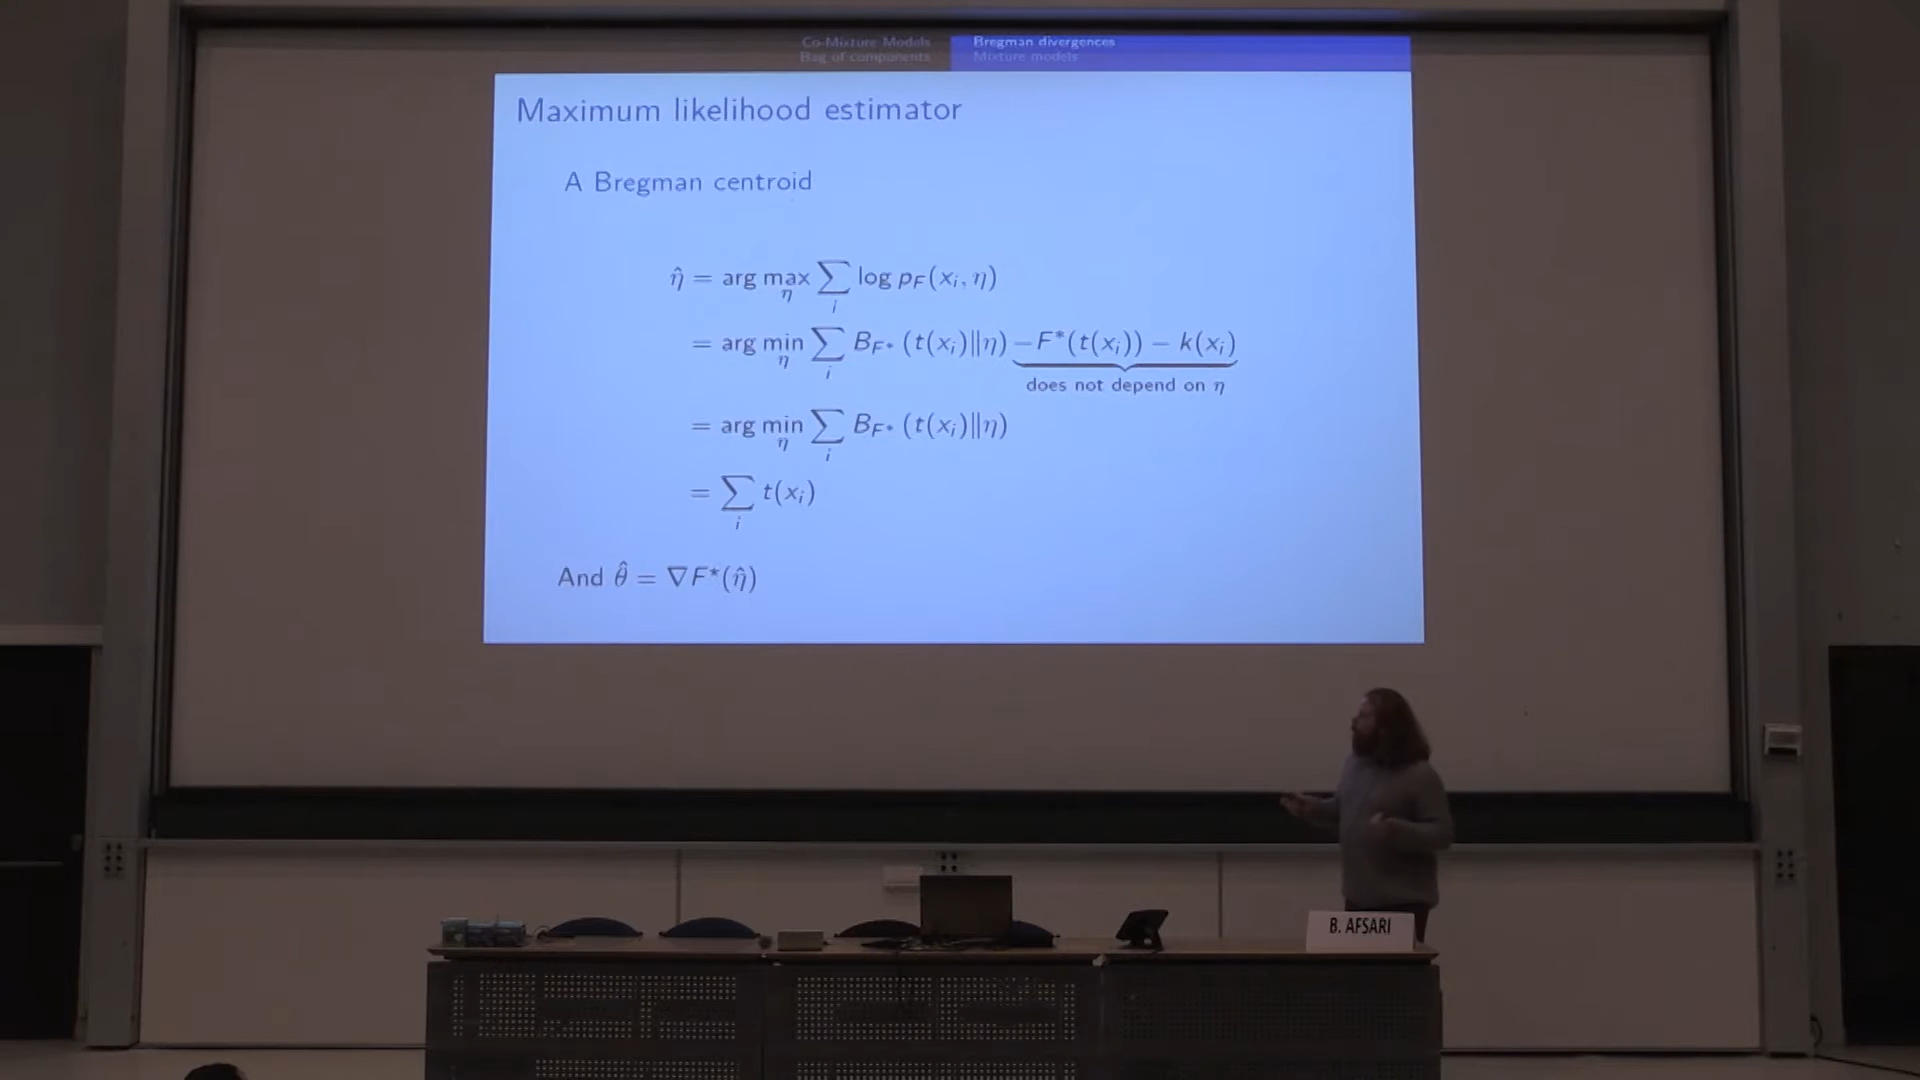 Co-Mixture Models
Bag of components
Bregman divergences
Mixture models
Maximum likelihood estimator
A Bregman centroid
η̂ = arg max_η ∑_i log p_F(x_i, η)
= arg min_η ∑_i B_F* (t(x_i)‖η) −F*(t(x_i)) − k(x_i)
does not depend on η
= arg min_η ∑_i B_F* (t(x_i)‖η)
= ∑_i t(x_i)
And θ̂ = ∇F*(η̂)
B. AFSARI